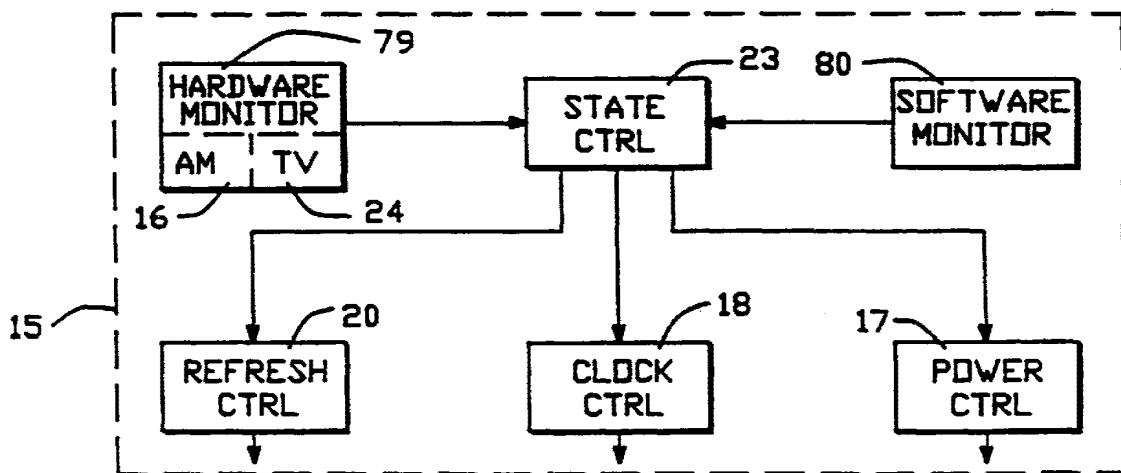 79
HARDWARE
MONITOR
AM
TV
16
24
23
STATE
CTRL
80
SOFTWARE
MONITOR
15
20
REFRESH
CTRL
18
CLOCK
CTRL
17
POWER
CTRL